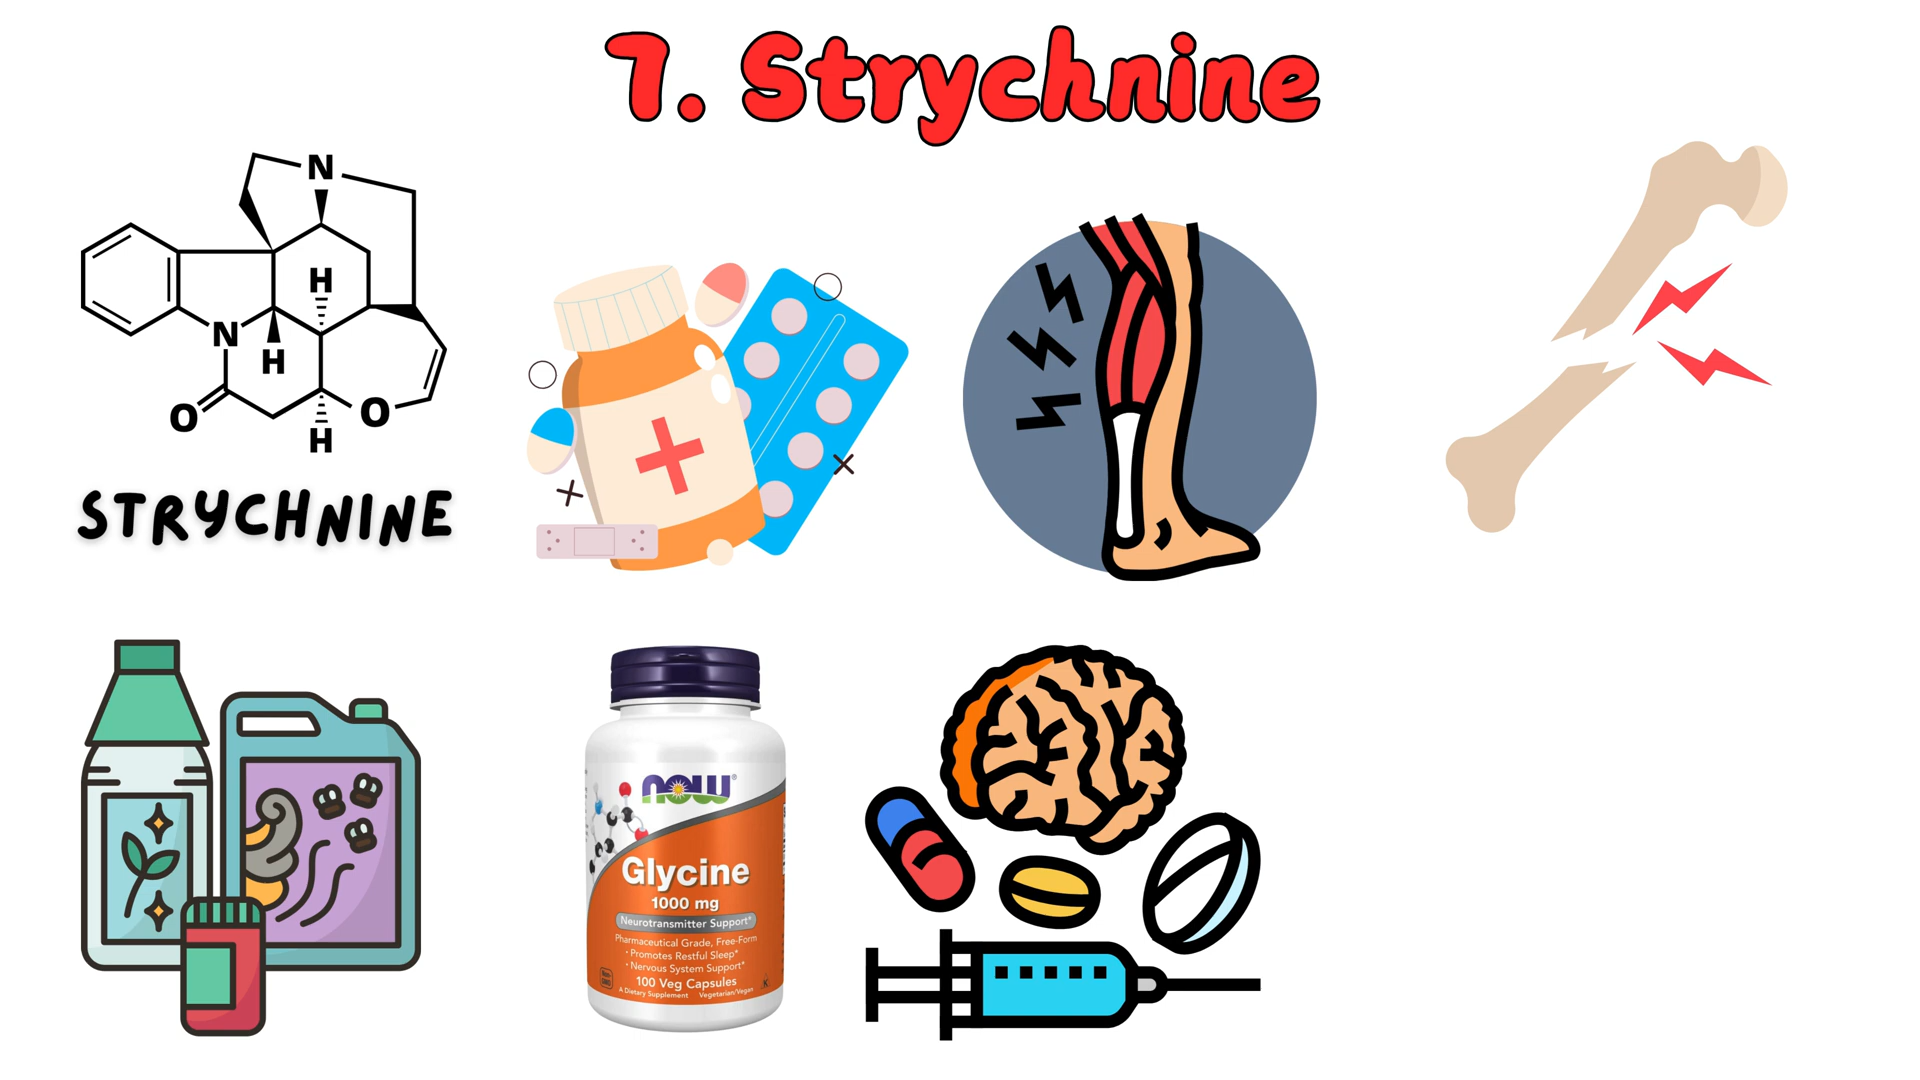 7. Strychnine
N
H
N
H
O
O
H
STRYCHNINE
NOW®
Glycine
1000 mg
Neurotransmitter Support*
Pharmaceutical Grade, Free-Form
• Promotes Restful Sleep*
• Nervous System Support*
100 Veg Capsules
A Dietary Supplement Vegetarian/Vegan